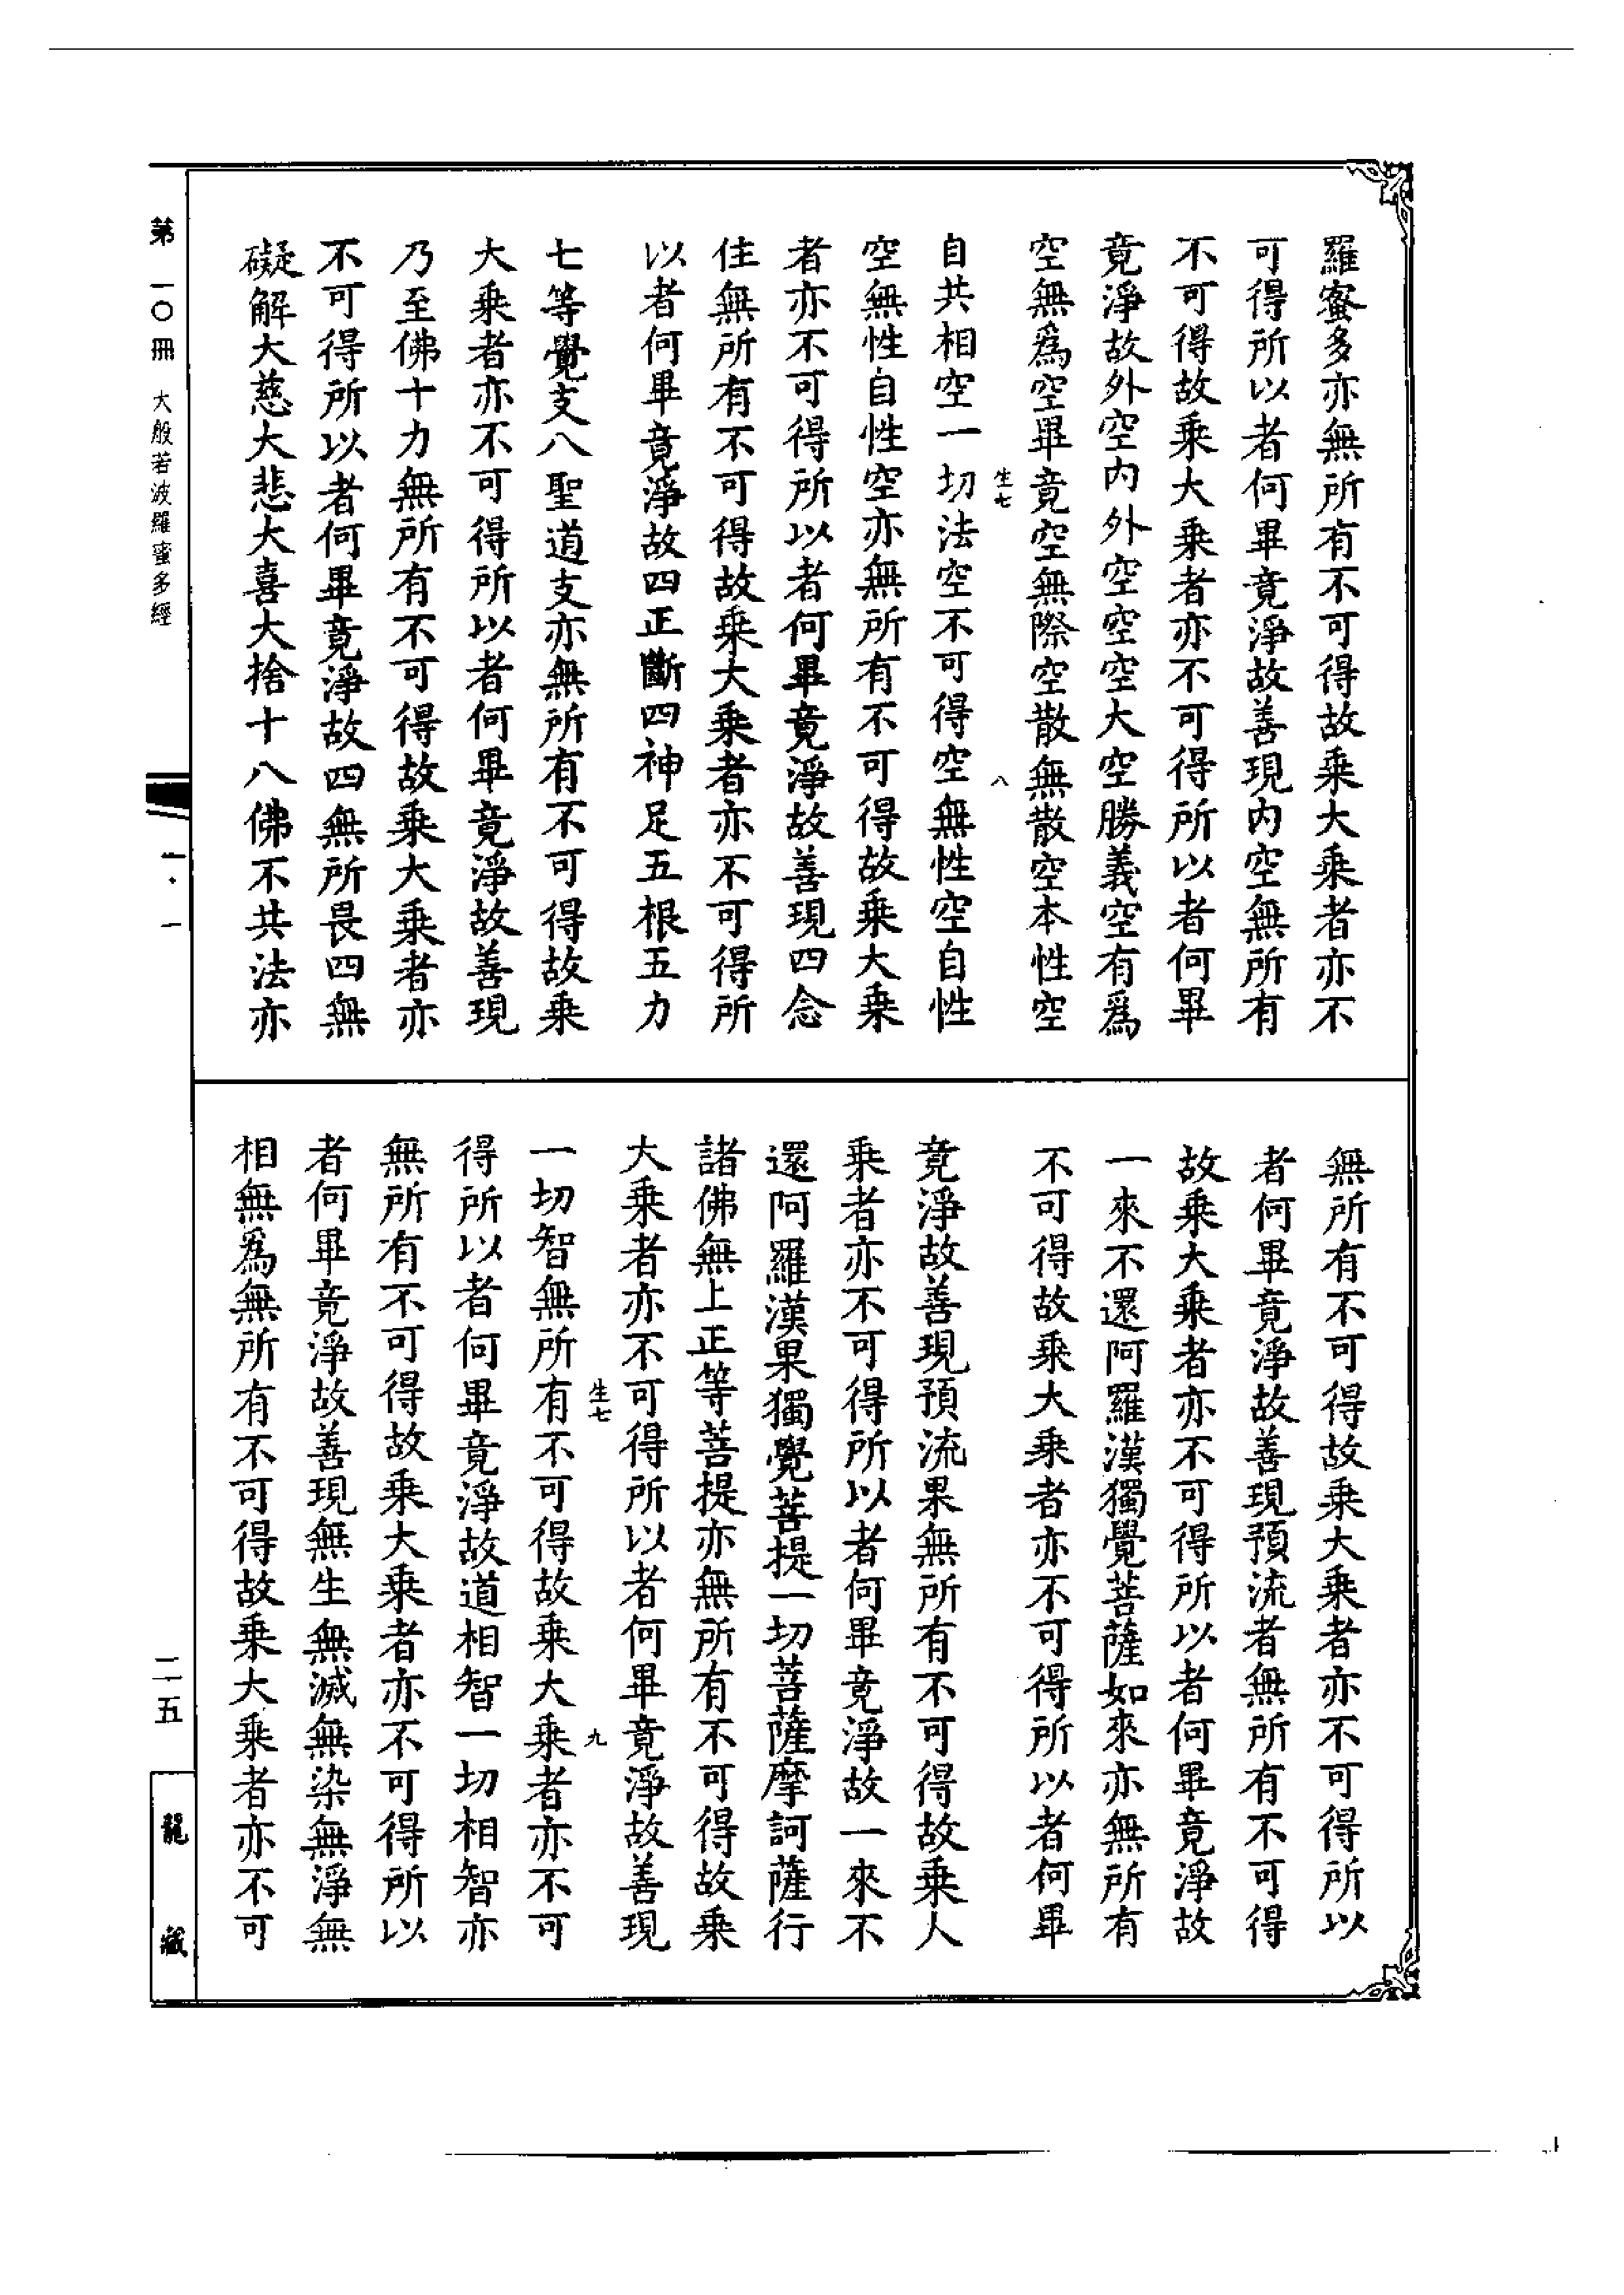 羅蜜多亦無所有不可得故乘大乘者亦不
可得所以者何畢竟淨故善現內空無所有
不可得故乘大乘者亦不可得所以者何畢
竟淨故外空內外空空空大空勝義空有爲
空無爲空畢竟空無際空散無散空本性空
生七 八
自共相空一切法空不可得空無性空自性
空無性自性空亦無所有不可得故乘大乘
者亦不可得所以者何畢竟淨故善現四念
住無所有不可得故乘大乘者亦不可得所
以者何畢竟淨故四正斷四神足五根五力
七等覺支八聖道支亦無所有不可得故乘
大乘者亦不可得所以者何畢竟淨故善現
乃至佛十力無所有不可得故乘大乘者亦
不可得所以者何畢竟淨故四無所畏四無
礙解大慈大悲大喜大捨十八佛不共法亦
無所有不可得故乘大乘者亦不可得所以
者何畢竟淨故善現預流者無所有不可得
故乘大乘者亦不可得所以者何畢竟淨故
一來不還阿羅漢獨覺菩薩如來亦無所有
不可得故乘大乘者亦不可得所以者何畢
竟淨故善現預流果無所有不可得故乘人
乘者亦不可得所以者何畢竟淨故一來不
還阿羅漢果獨覺菩提一切菩薩摩訶薩行
諸佛無上正等菩提亦無所有不可得故乘
大乘者亦不可得所以者何畢竟淨故善現
生七 九
一切智無所有不可得故乘大乘者亦不可
得所以者何畢竟淨故道相智一切相智亦
無所有不可得故乘大乘者亦不可得所以
者何畢竟淨故善現無生無滅無染無淨無
相無爲無所有不可得故乘大乘者亦不可
第一〇冊 大般若波羅蜜多經 一·一 二五 龍藏